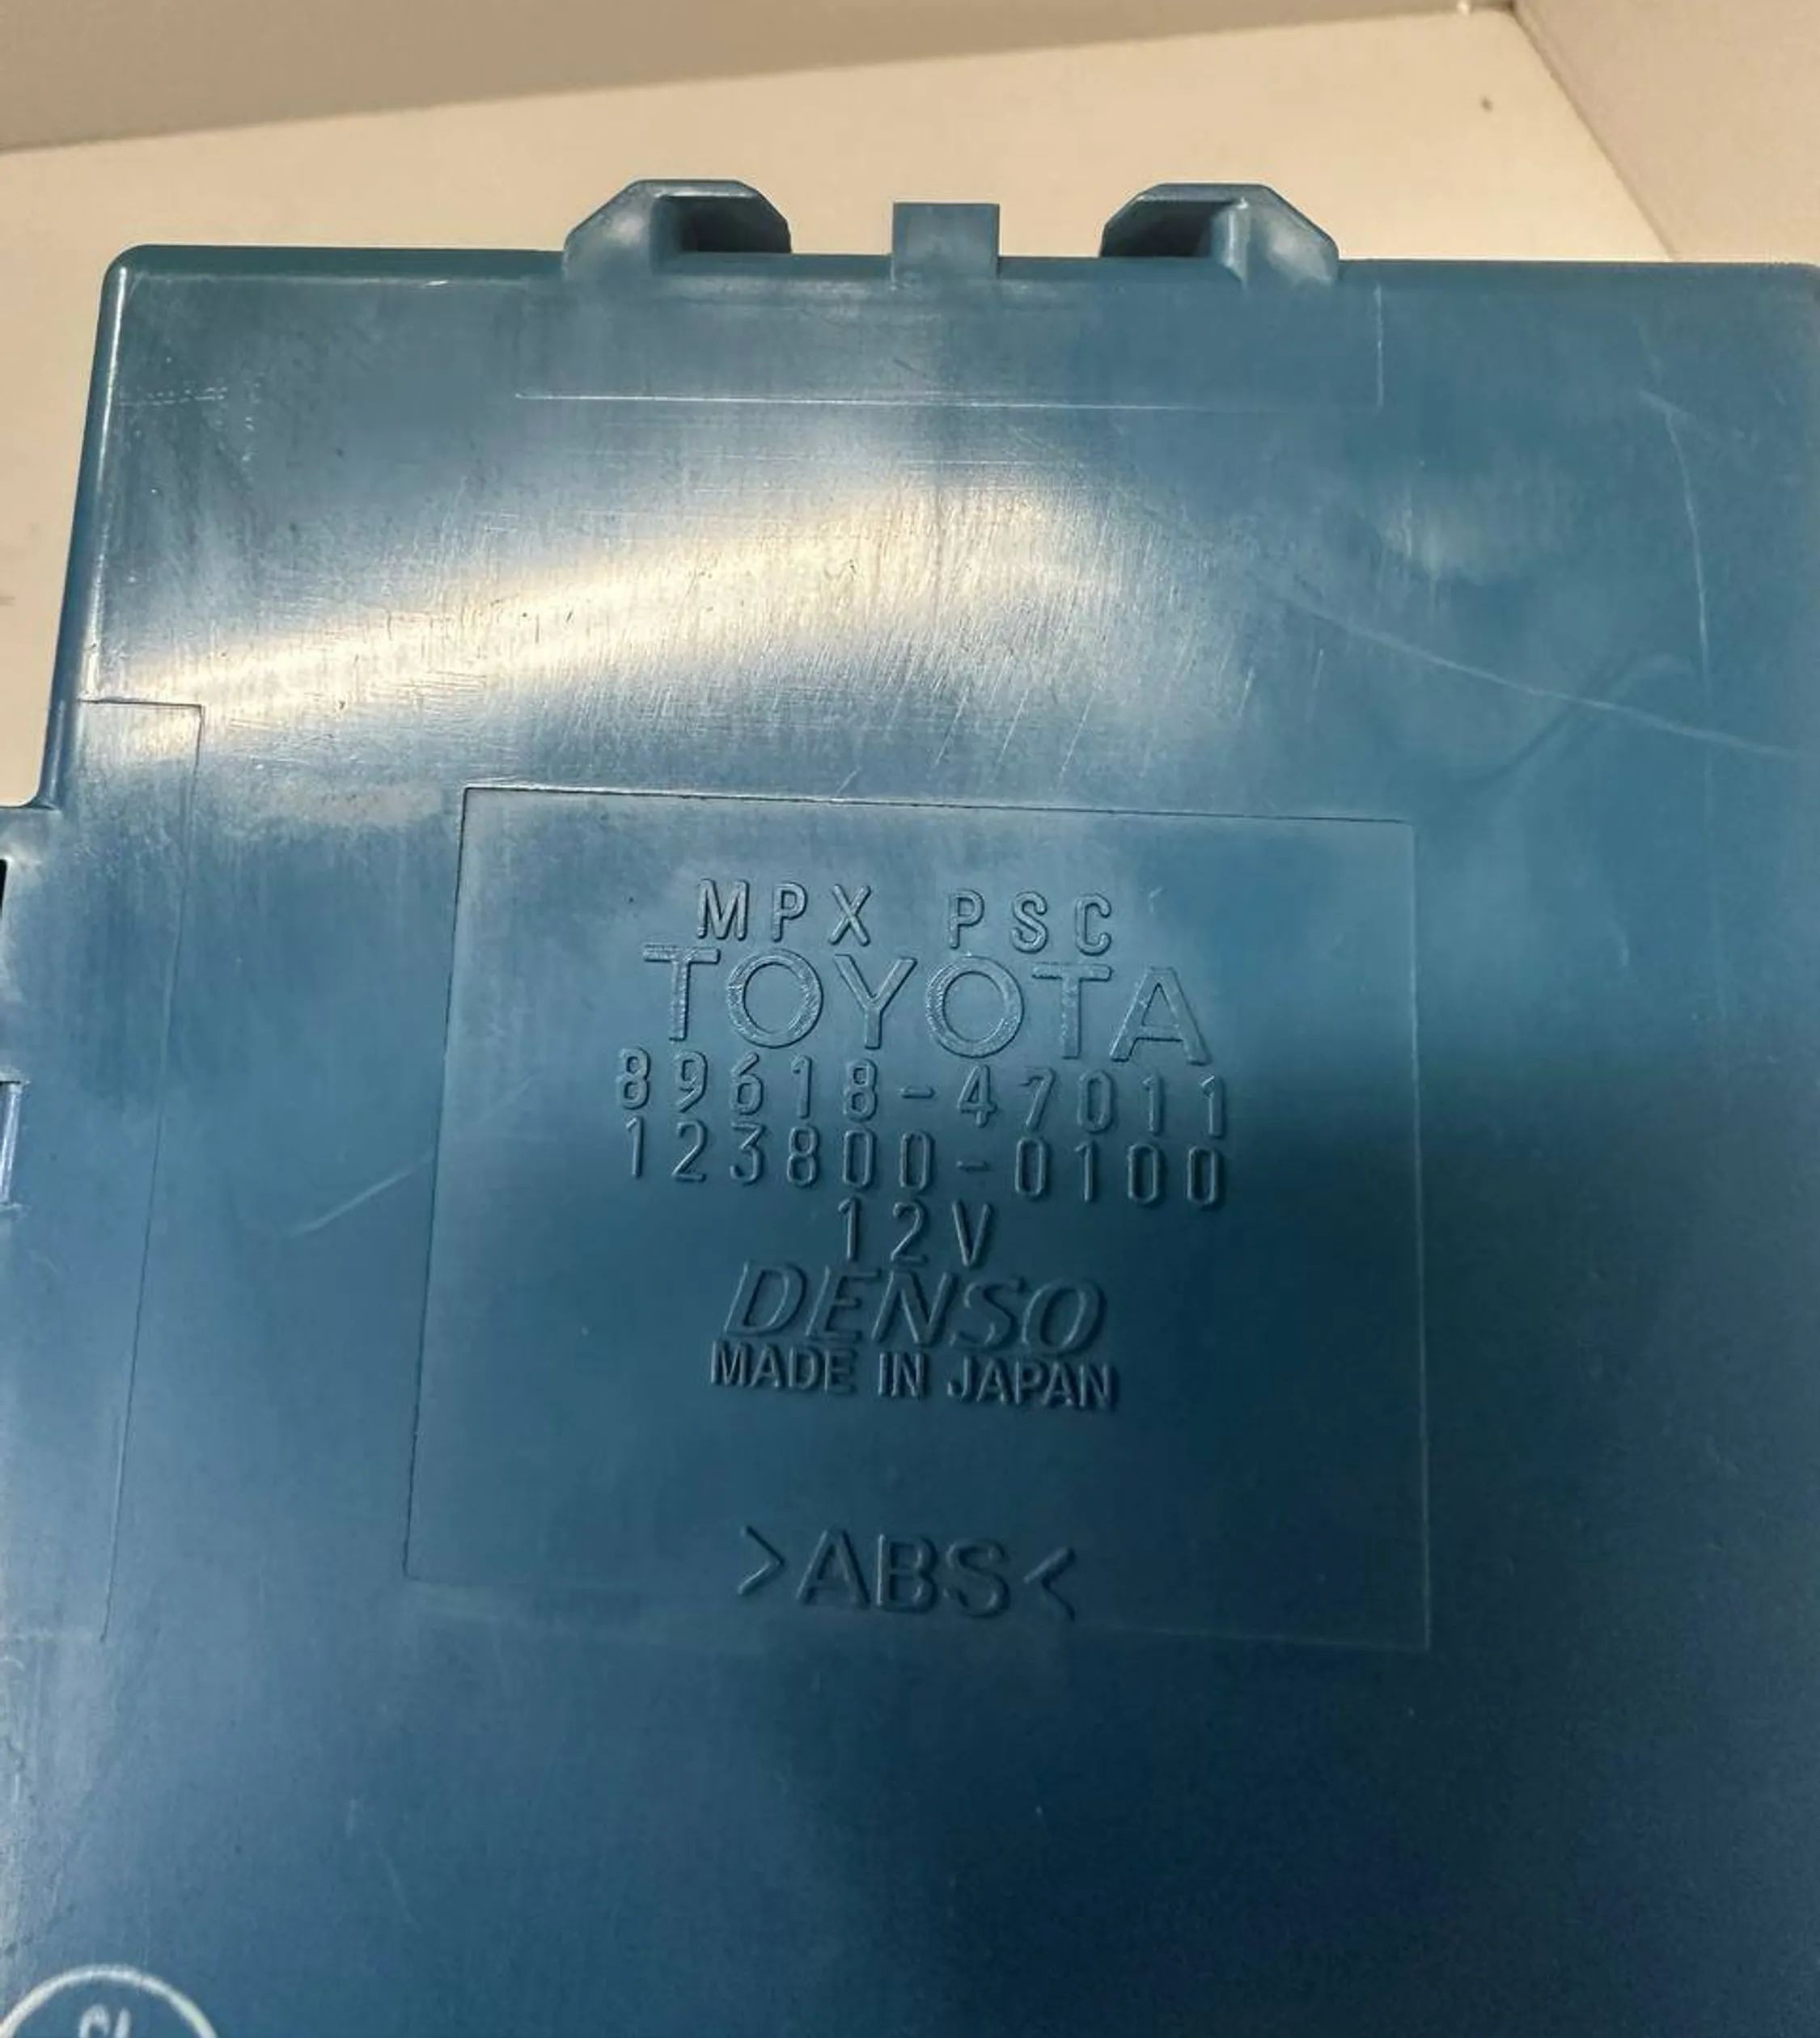 MPX PSC
TOYOTA
89618-47011
123800-0100
12V
DENSO
MADE IN JAPAN
>ABS<